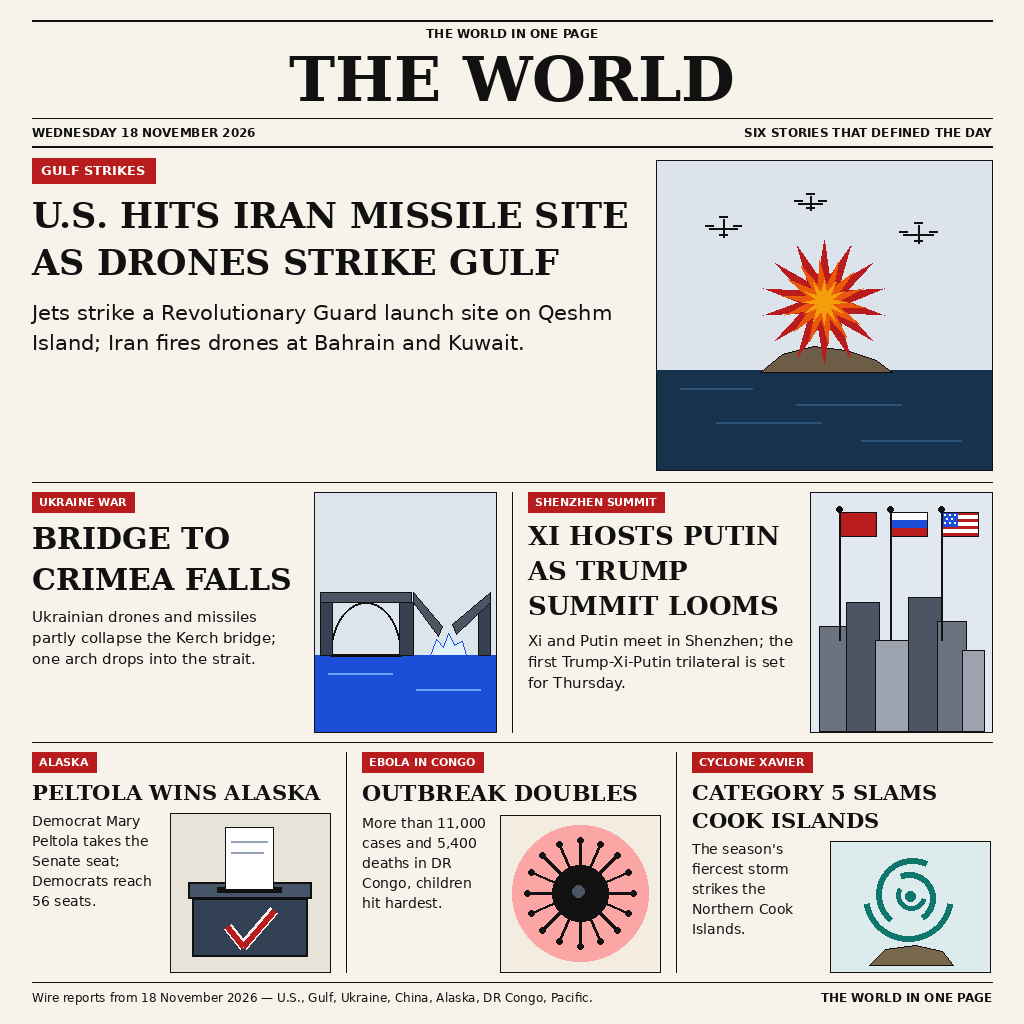 THE WORLD IN ONE PAGE
THE WORLD
WEDNESDAY 18 NOVEMBER 2026
SIX STORIES THAT DEFINED THE DAY
GULF STRIKES
U.S. HITS IRAN MISSILE SITE
AS DRONES STRIKE GULF
Jets strike a Revolutionary Guard launch site on Qeshm
Island; Iran fires drones at Bahrain and Kuwait.
UKRAINE WAR
BRIDGE TO
CRIMEA FALLS
Ukrainian drones and missiles
partly collapse the Kerch bridge;
one arch drops into the strait.
SHENZHEN SUMMIT
XI HOSTS PUTIN
AS TRUMP
SUMMIT LOOMS
Xi and Putin meet in Shenzhen; the
first Trump-Xi-Putin trilateral is set
for Thursday.
ALASKA
PELTOLA WINS ALASKA
Democrat Mary
Peltola takes the
Senate seat;
Democrats reach
56 seats.
EBOLA IN CONGO
OUTBREAK DOUBLES
More than 11,000
cases and 5,400
deaths in DR
Congo, children
hit hardest.
CYCLONE XAVIER
CATEGORY 5 SLAMS
COOK ISLANDS
The season's
fiercest storm
strikes the
Northern Cook
Islands.
Wire reports from 18 November 2026 — U.S., Gulf, Ukraine, China, Alaska, DR Congo, Pacific.
THE WORLD IN ONE PAGE